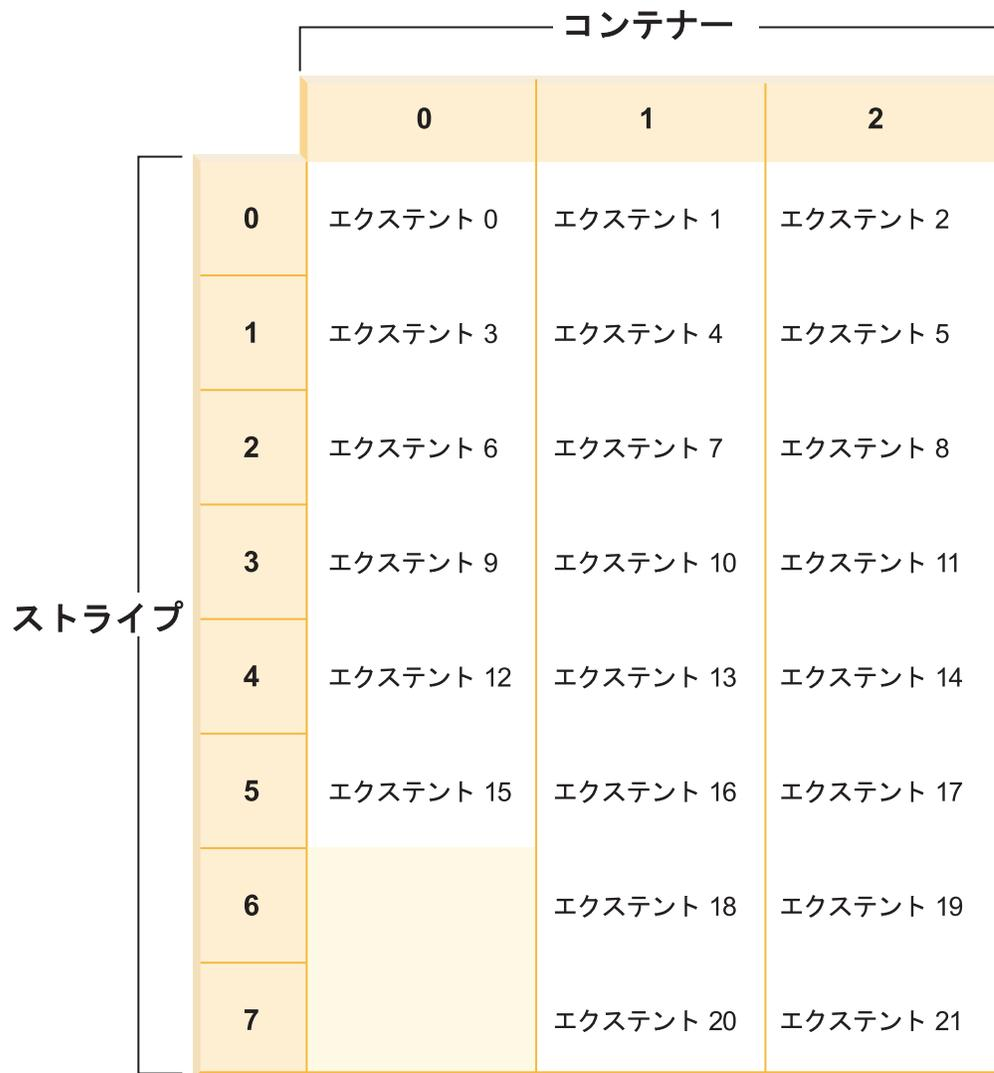 コンテナー
0 1 2
0 エクステント 0 エクステント 1 エクステント 2
1 エクステント 3 エクステント 4 エクステント 5
2 エクステント 6 エクステント 7 エクステント 8
3 エクステント 9 エクステント 10 エクステント 11
ストライプ
4 エクステント 12 エクステント 13 エクステント 14
5 エクステント 15 エクステント 16 エクステント 17
6 エクステント 18 エクステント 19
7 エクステント 20 エクステント 21